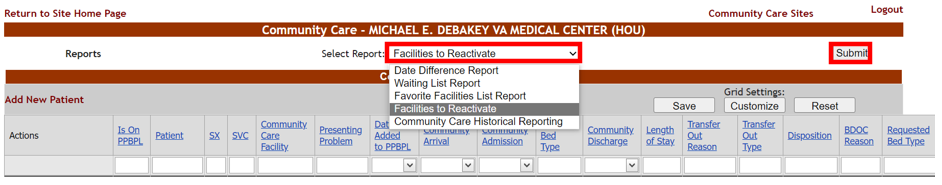 Return to Site Home Page
Community Care Sites
Logout
Community Care - MICHAEL E. DEBAKEY VA MEDICAL CENTER (HOU)
Reports
Select Report:
Facilities to Reactivate
Submit
Date Difference Report
Waiting List Report
Favorite Facilities List Report
Facilities to Reactivate
Community Care Historical Reporting
Add New Patient
Grid Settings:
Save
Customize
Reset
Actions
Is On
PPBPL
Patient
SX
SVC
Community
Care
Facility
Presenting
Problem
Added
to PPBPL
Community
Arrival
Community
Admission
Bed
Type
Community
Discharge
Length
of Stay
Transfer
Out
Reason
Transfer
Out
Type
Disposition
BDOC
Reason
Requested
Bed Type